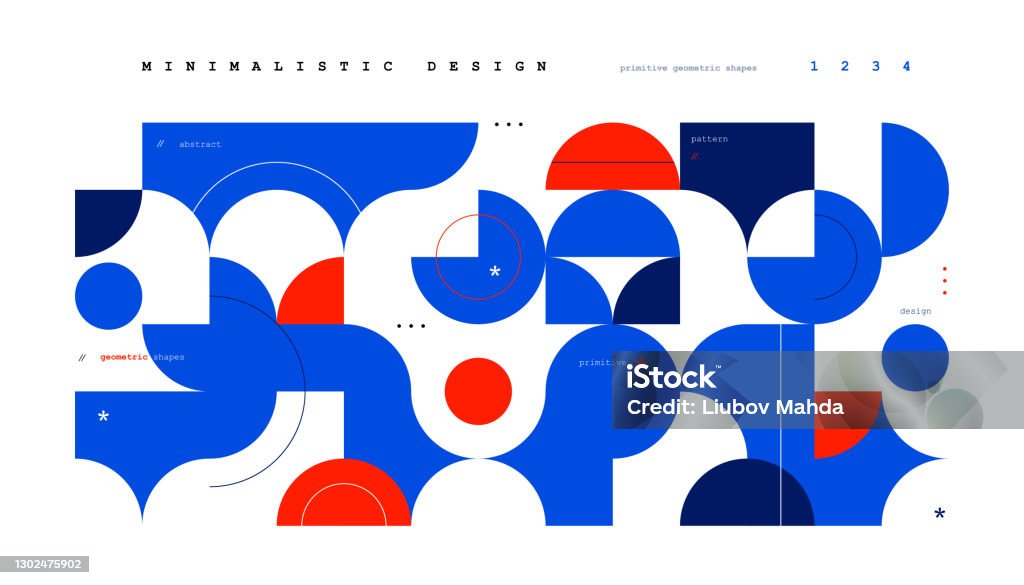 MINIMALISTIC DESIGN
primitive geometric shapes
1 2 3 4
// abstract
pattern
//
*
design
// geometric shapes
primitive
*
iStock™
Credit: Liubov Mahda
*
1302475902